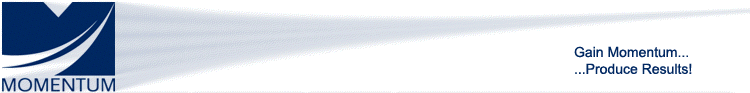 MOMENTUM
Gain Momentum...
...Produce Results!